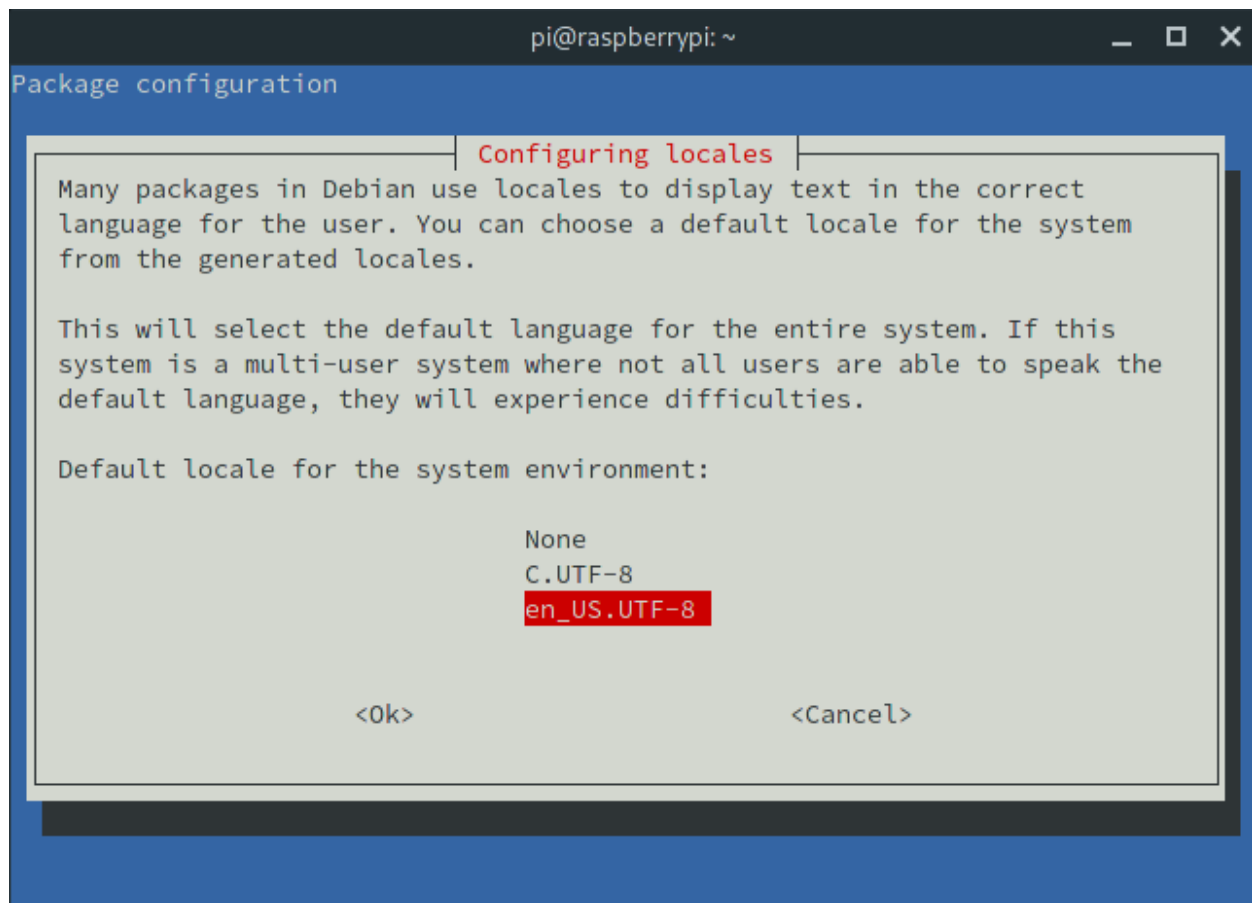 pi@raspberrypi: ~
Package configuration
Configuring locales
Many packages in Debian use locales to display text in the correct
language for the user. You can choose a default locale for the system
from the generated locales.
This will select the default language for the entire system. If this
system is a multi-user system where not all users are able to speak the
default language, they will experience difficulties.
Default locale for the system environment:
None
C.UTF-8
en_US.UTF-8
<Ok> <Cancel>